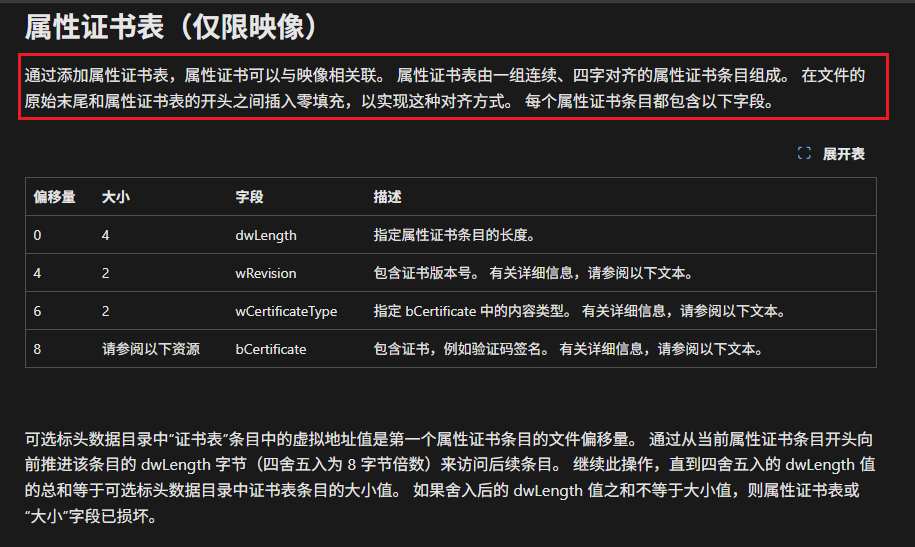 属性证书表（仅限映像）
通过添加属性证书表，属性证书可以与映像相关联。 属性证书表由一组连续、四字对齐的属性证书条目组成。 在文件的
原始末尾和属性证书表的开头之间插入零填充，以实现这种对齐方式。 每个属性证书条目都包含以下字段。
展开表
偏移量 大小 字段 描述
0 4 dwLength 指定属性证书条目的长度。
4 2 wRevision 包含证书版本号。 有关详细信息，请参阅以下文本。
6 2 wCertificateType 指定 bCertificate 中的内容类型。 有关详细信息，请参阅以下文本。
8 请参阅以下资源 bCertificate 包含证书，例如验证码签名。 有关详细信息，请参阅以下文本。
可选标头数据目录中“证书表”条目中的虚拟地址值是第一个属性证书条目的文件偏移量。 通过从当前属性证书条目开头向
前推进该条目的 dwLength 字节（四舍五入为 8 字节倍数）来访问后续条目。 继续此操作，直到四舍五入的 dwLength 值
的总和等于可选标头数据目录中证书表条目的大小值。 如果舍入后的 dwLength 值之和不等于大小值，则属性证书表或
“大小”字段已损坏。